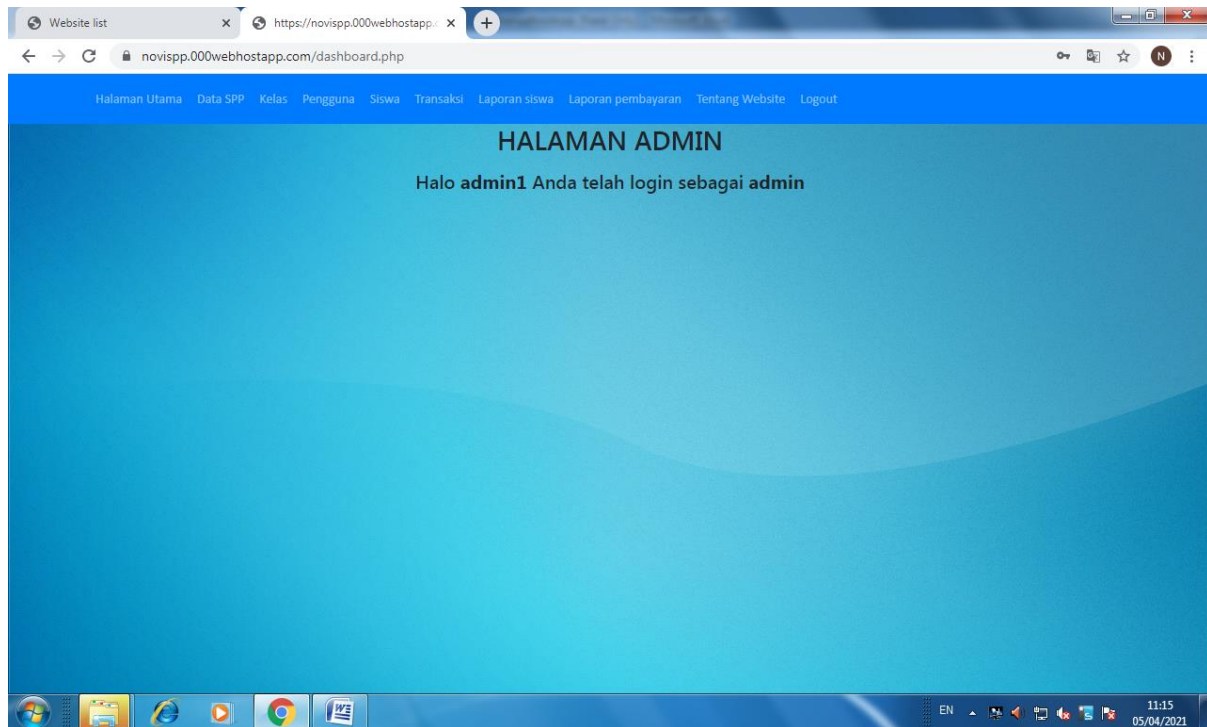 Website list
https://novispp.000webhostapp.c
novispp.000webhostapp.com/dashboard.php
N
Halaman Utama Data SPP Kelas Pengguna Siswa Transaksi Laporan siswa Laporan pembayaran Tentang Website Logout
HALAMAN ADMIN
Halo admin1 Anda telah login sebagai admin
EN
11:15
05/04/2021